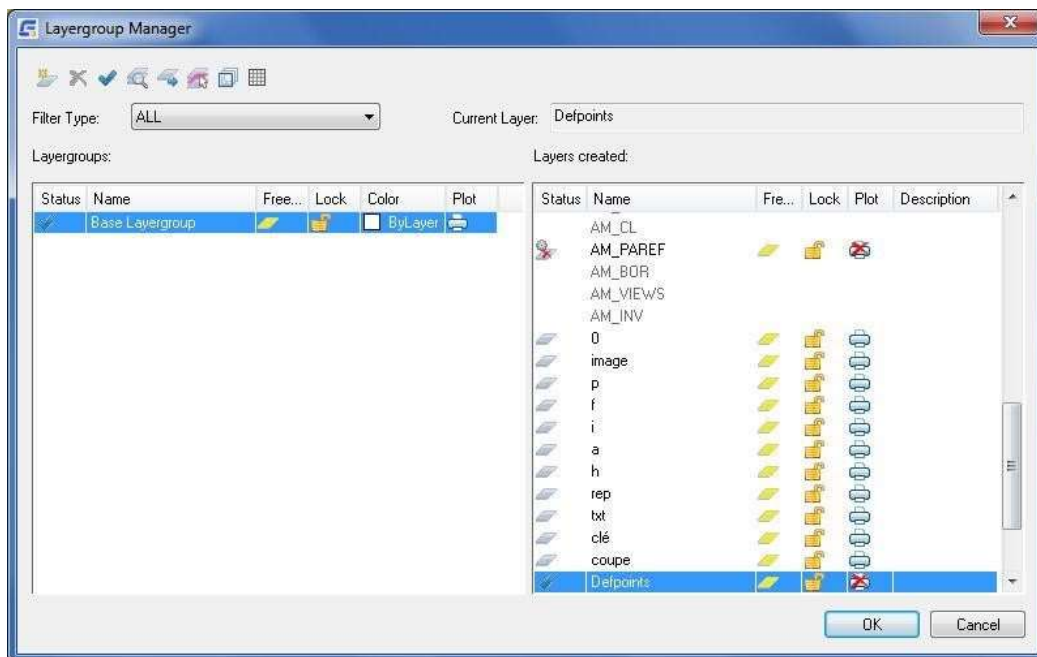 Layergroup Manager
Filter Type: ALL Current Layer: Defpoints
Layergroups: Layers created:
Status Name Free... Lock Color Plot
Base Layergroup ByLayer
Status Name Fre... Lock Plot Description
AM_CL
AM_PAREF
AM_BOR
AM_VIEWS
AM_INV
0
image
p
f
i
a
h
rep
txt
clé
coupe
Defpoints
OK Cancel